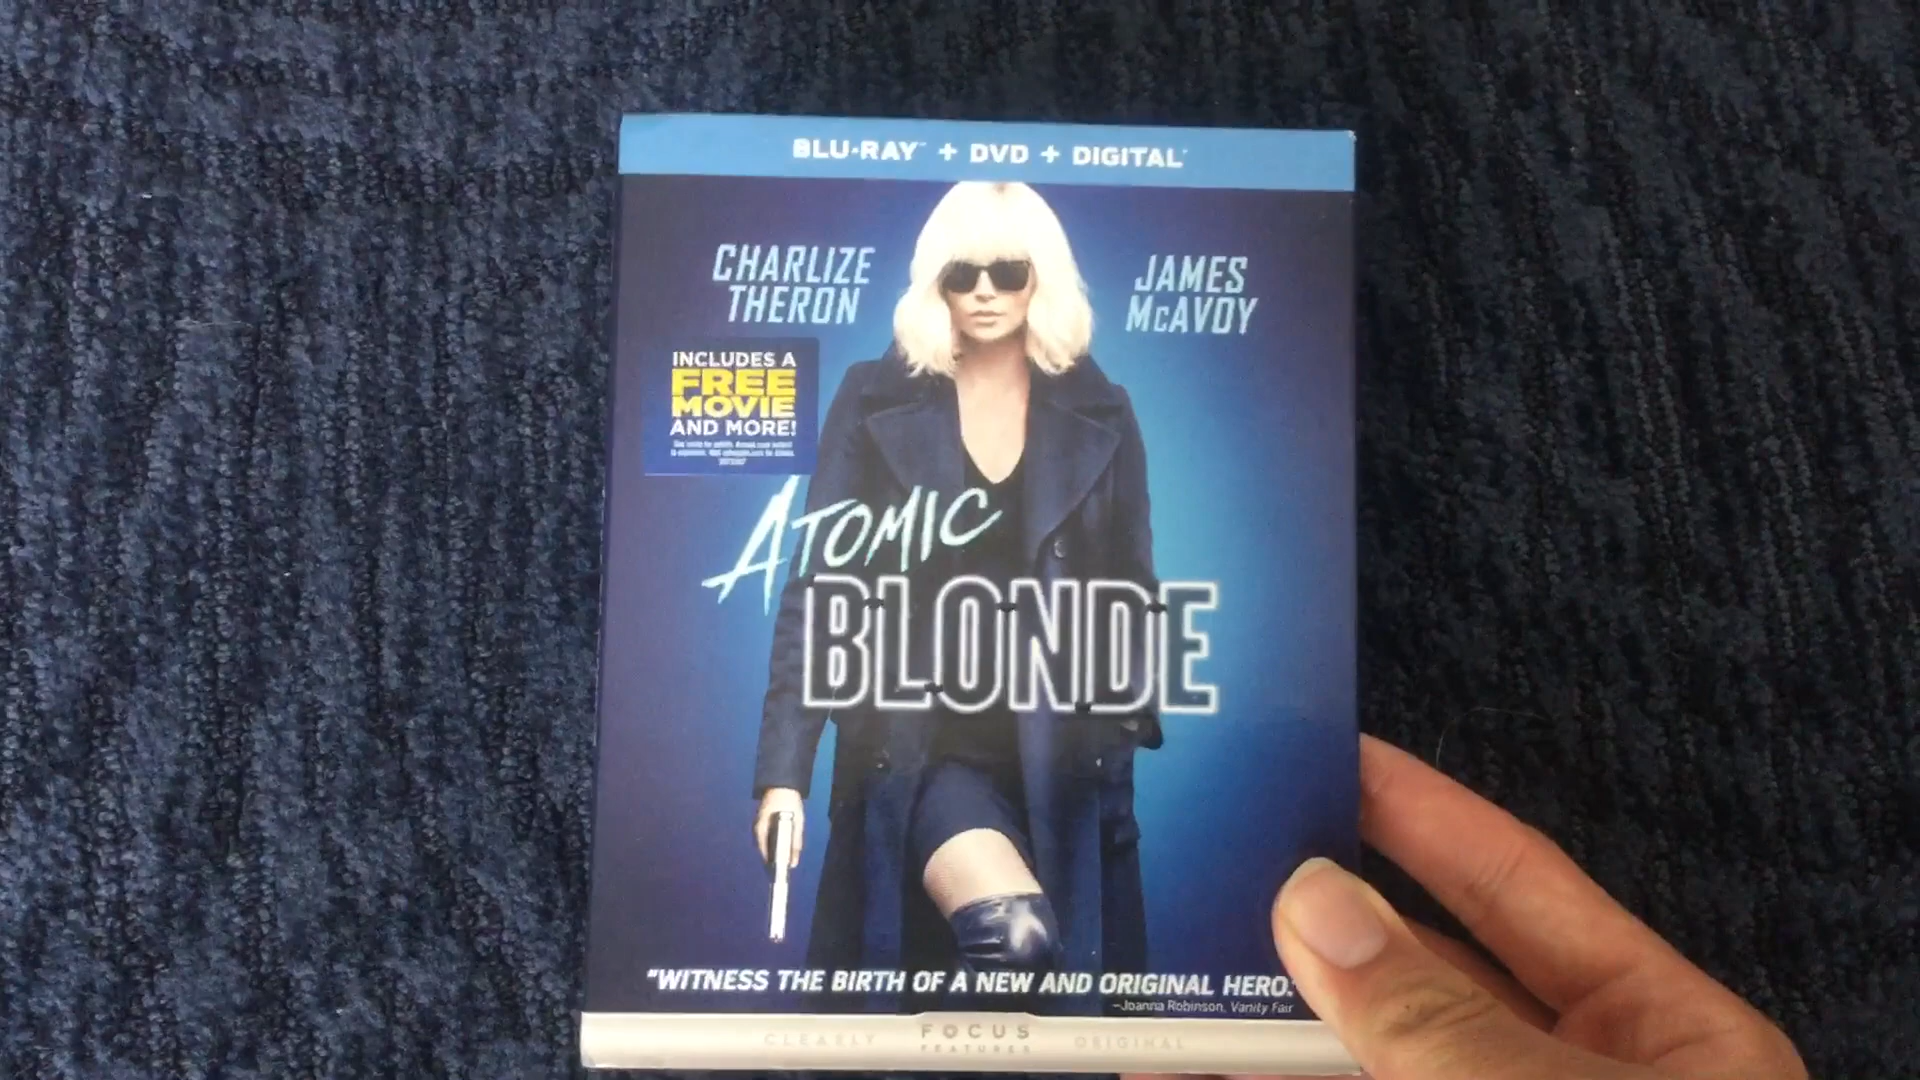 BLU-RAY™ + DVD + DIGITAL
CHARLIZE
THERON
JAMES
McAVOY
INCLUDES A
FREE
MOVIE
AND MORE!
ATOMIC
BLONDE
"WITNESS THE BIRTH OF A NEW AND ORIGINAL HERO."
–Joanna Robinson, Vanity Fair
CLEARLY FOCUS ORIGINAL
FEATURES